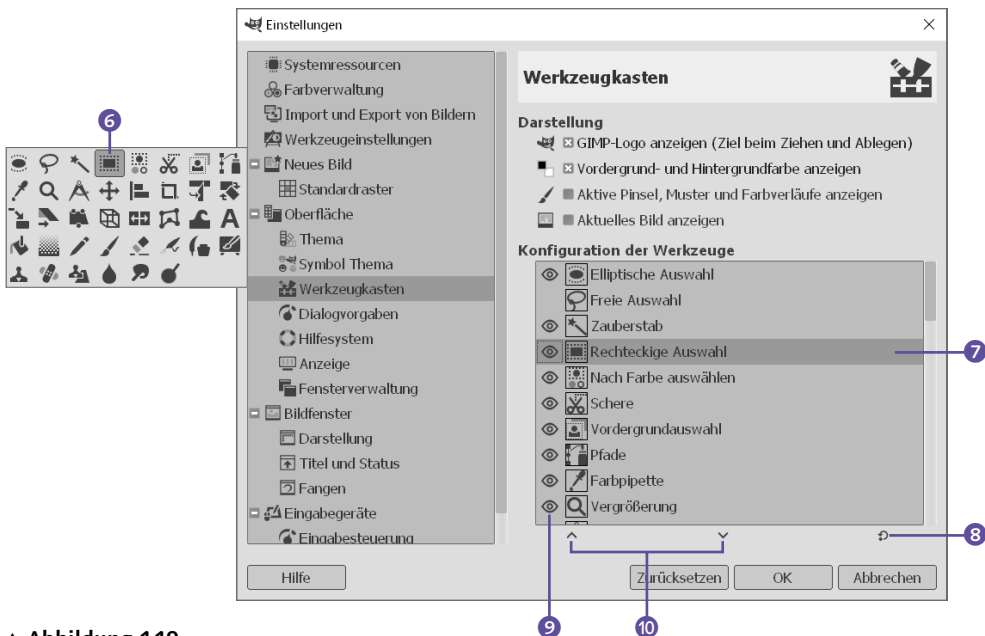 Einstellungen
Systemressourcen
Farbverwaltung
Import und Export von Bildern
Werkzeugeinstellungen
Neues Bild
Standardraster
Oberfläche
Thema
Symbol Thema
Werkzeugkasten
Dialogvorgaben
Hilfesystem
Anzeige
Fensterverwaltung
Bildfenster
Darstellung
Titel und Status
Fangen
Eingabegeräte
Eingabesteuerung
Werkzeugkasten
Darstellung
GIMP-Logo anzeigen (Ziel beim Ziehen und Ablegen)
Vordergrund- und Hintergrundfarbe anzeigen
Aktive Pinsel, Muster und Farbverläufe anzeigen
Aktuelles Bild anzeigen
Konfiguration der Werkzeuge
Elliptische Auswahl
Freie Auswahl
Zauberstab
Rechteckige Auswahl
Nach Farbe auswählen
Schere
Vordergrundauswahl
Pfade
Farbpipette
Vergrößerung
Hilfe
Zurücksetzen
OK
Abbrechen
6
7
8
9
10